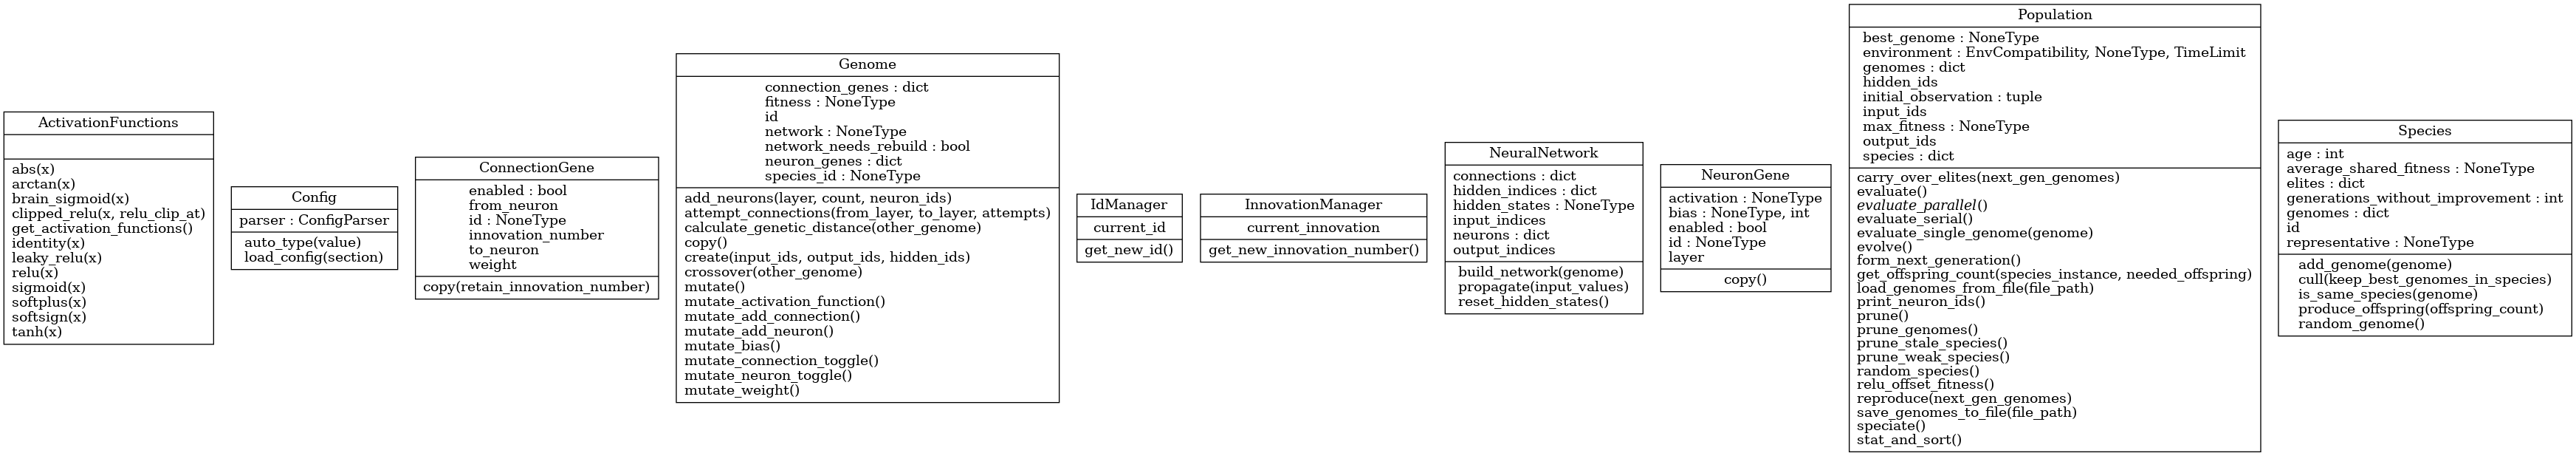 ActivationFunctions
abs(x)
arctan(x)
brain_sigmoid(x)
clipped_relu(x, relu_clip_at)
get_activation_functions()
identity(x)
leaky_relu(x)
relu(x)
sigmoid(x)
softplus(x)
softsign(x)
tanh(x)
Config
parser : ConfigParser
auto_type(value)
load_config(section)
ConnectionGene
enabled : bool
from_neuron
id : NoneType
innovation_number
to_neuron
weight
copy(retain_innovation_number)
Genome
connection_genes : dict
fitness : NoneType
id
network : NoneType
network_needs_rebuild : bool
neuron_genes : dict
species_id : NoneType
add_neurons(layer, count, neuron_ids)
attempt_connections(from_layer, to_layer, attempts)
calculate_genetic_distance(other_genome)
copy()
create(input_ids, output_ids, hidden_ids)
crossover(other_genome)
mutate()
mutate_activation_function()
mutate_add_connection()
mutate_add_neuron()
mutate_bias()
mutate_connection_toggle()
mutate_neuron_toggle()
mutate_weight()
IdManager
current_id
get_new_id()
InnovationManager
current_innovation
get_new_innovation_number()
NeuralNetwork
connections : dict
hidden_indices : dict
hidden_states : NoneType
input_indices
neurons : dict
output_indices
build_network(genome)
propagate(input_values)
reset_hidden_states()
NeuronGene
activation : NoneType
bias : NoneType, int
enabled : bool
id : NoneType
layer
copy()
Population
best_genome : NoneType
environment : EnvCompatibility, NoneType, TimeLimit
genomes : dict
hidden_ids
initial_observation : tuple
input_ids
max_fitness : NoneType
output_ids
species : dict
carry_over_elites(next_gen_genomes)
evaluate()
evaluate_parallel()
evaluate_serial()
evaluate_single_genome(genome)
evolve()
form_next_generation()
get_offspring_count(species_instance, needed_offspring)
load_genomes_from_file(file_path)
print_neuron_ids()
prune()
prune_genomes()
prune_stale_species()
prune_weak_species()
random_species()
relu_offset_fitness()
reproduce(next_gen_genomes)
save_genomes_to_file(file_path)
speciate()
stat_and_sort()
Species
age : int
average_shared_fitness : NoneType
elites : dict
generations_without_improvement : int
genomes : dict
id
representative : NoneType
add_genome(genome)
cull(keep_best_genomes_in_species)
is_same_species(genome)
produce_offspring(offspring_count)
random_genome()